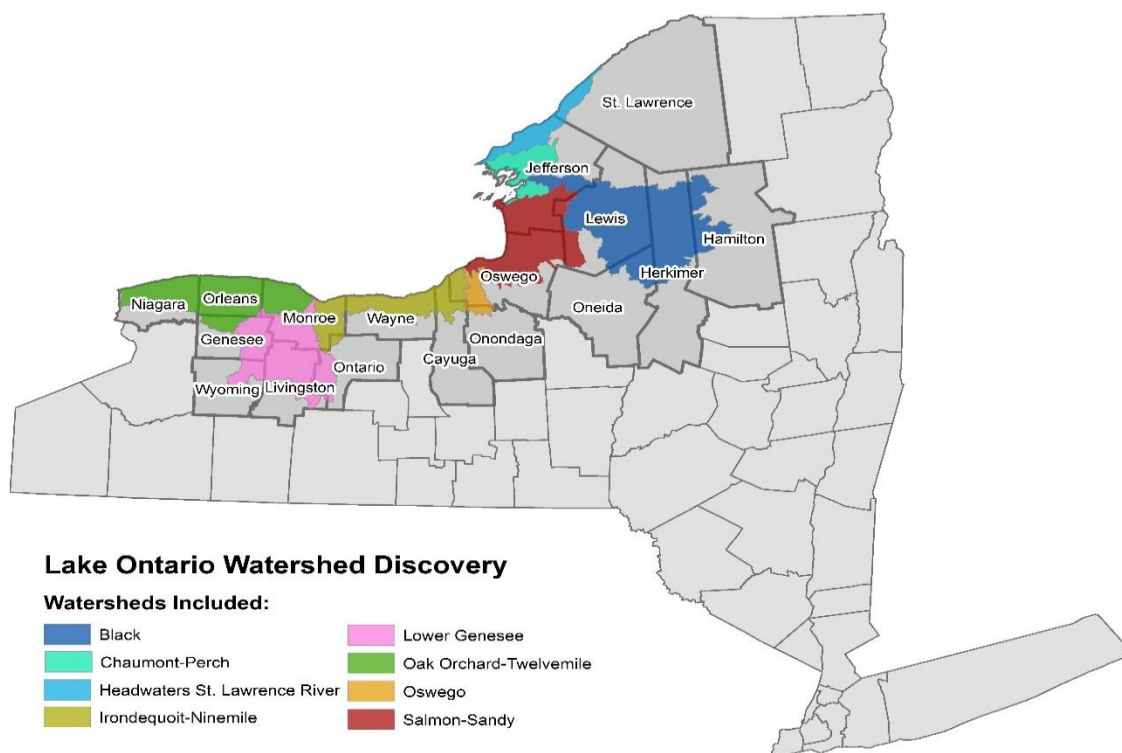 St. Lawrence
Jefferson
Lewis
Hamilton
Oswego
Herkimer
Niagara
Orleans
Monroe
Wayne
Oneida
Genesee
Onondaga
Cayuga
Ontario
Wyoming
Livingston
Lake Ontario Watershed Discovery
Watersheds Included:
Black
Chaumont-Perch
Headwaters St. Lawrence River
Irondequoit-Ninemile
Lower Genesee
Oak Orchard-Twelvemile
Oswego
Salmon-Sandy